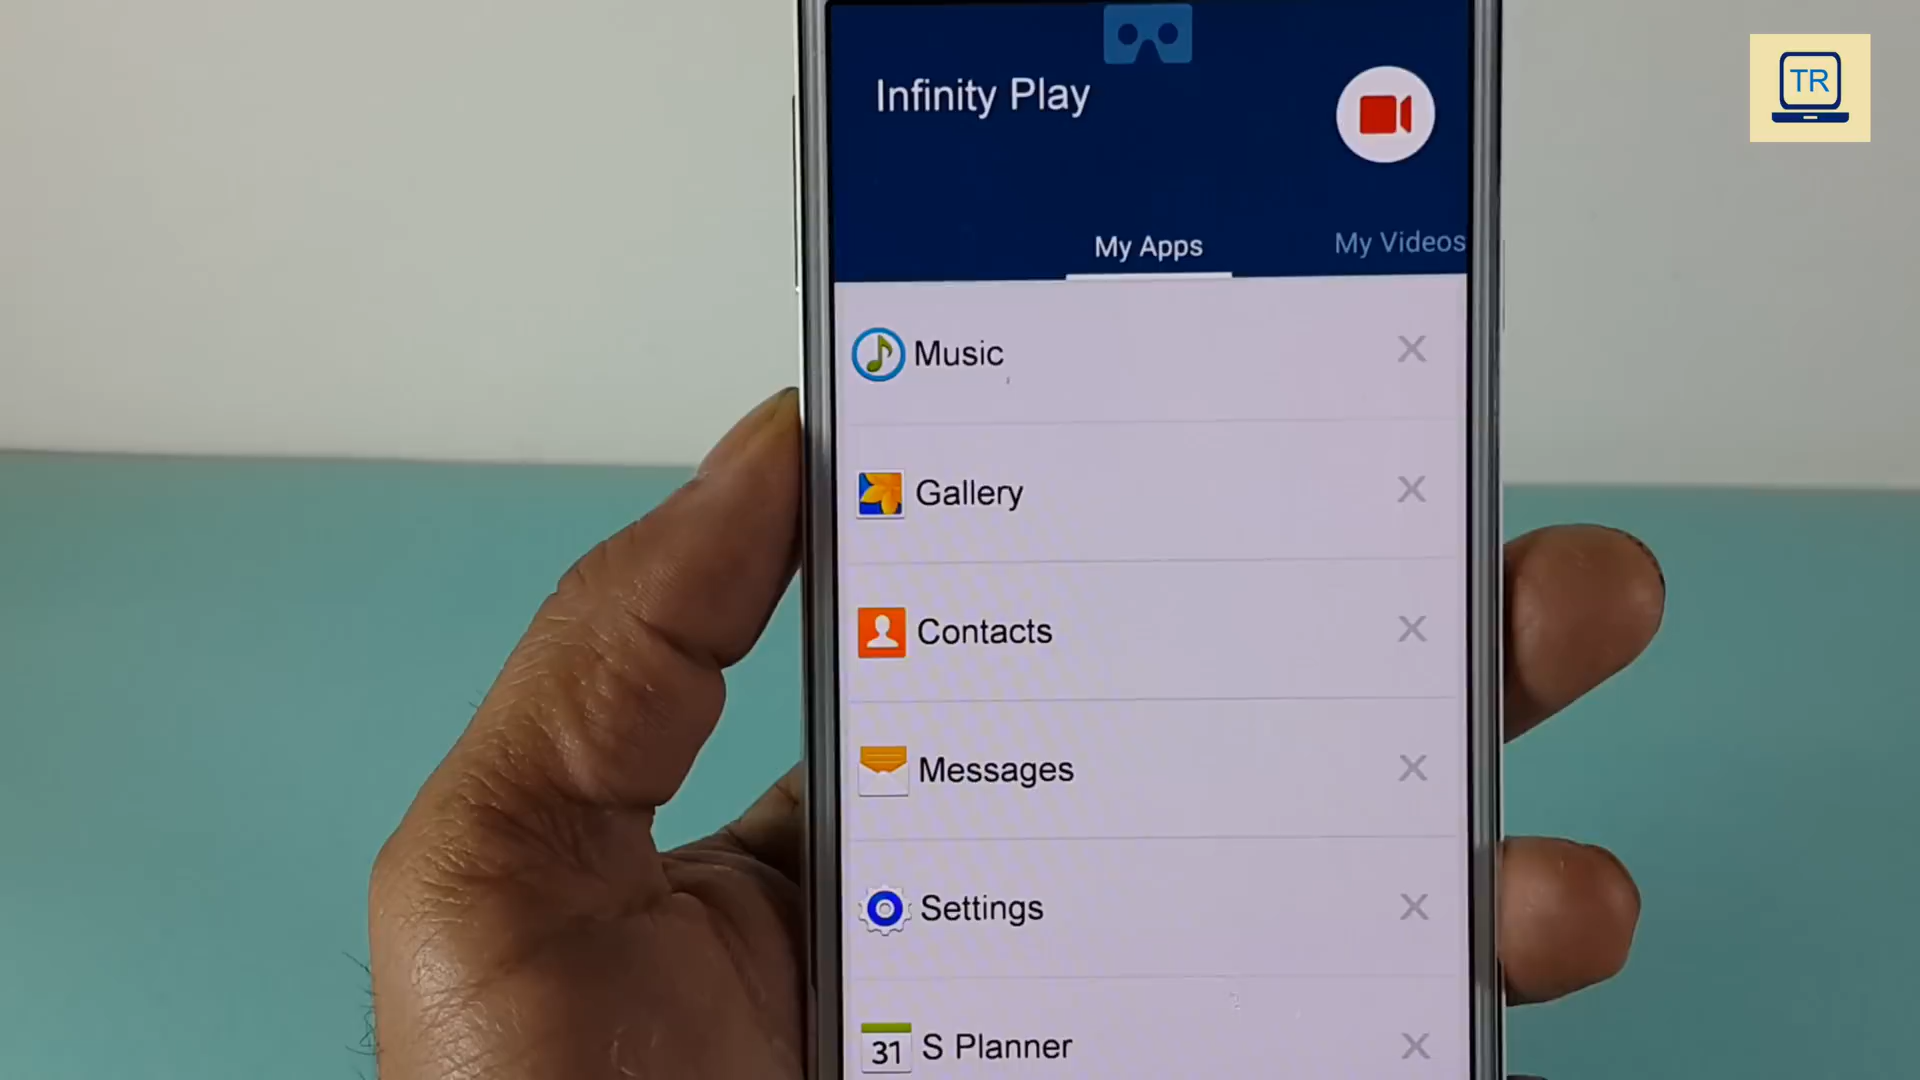 TR
Infinity Play
My Apps
My Videos
Music
Gallery
Contacts
Messages
Settings
31 S Planner